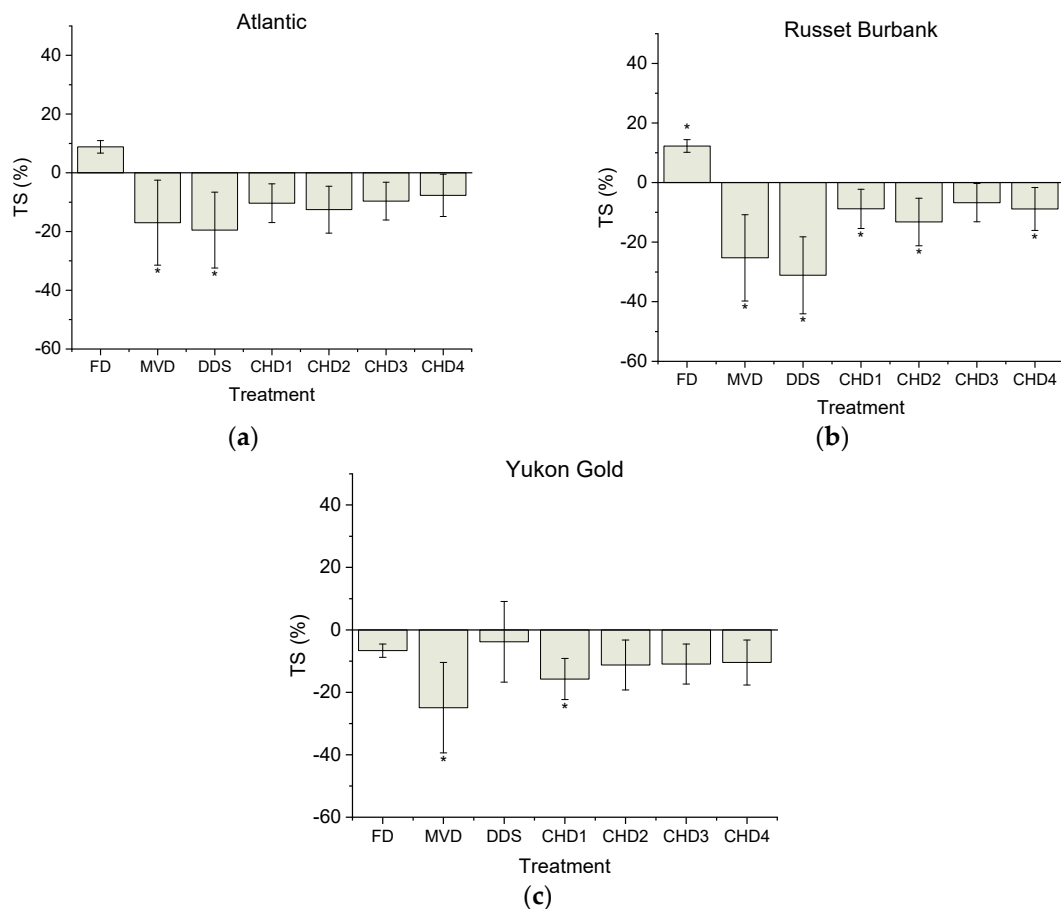 Atlantic
40
20
0
-20
-40
-60
TS (%)
*
*
FD MVD DDS CHD1 CHD2 CHD3 CHD4
Treatment
(a)
Russet Burbank
40
20
0
-20
-40
-60
TS (%)
*
*
*
*
*
*
FD MVD DDS CHD1 CHD2 CHD3 CHD4
Treatment
(b)
Yukon Gold
40
20
0
-20
-40
-60
TS (%)
*
*
FD MVD DDS CHD1 CHD2 CHD3 CHD4
Treatment
(c)